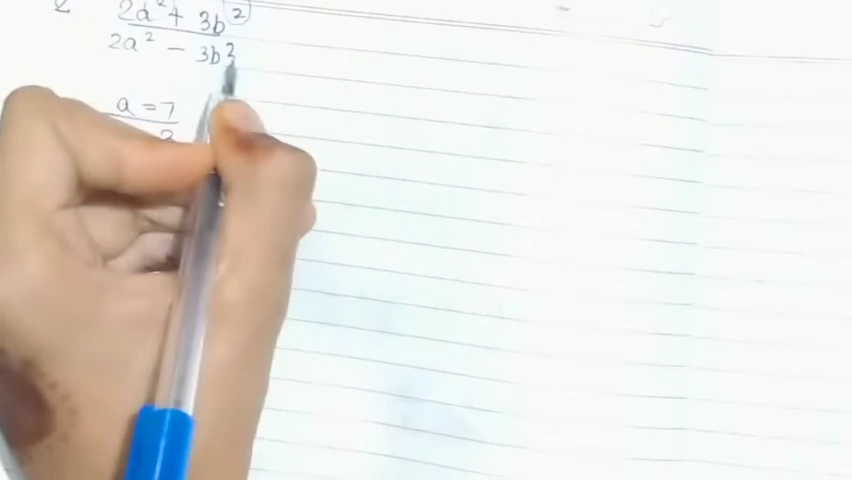 2a² + 3b²
2a² - 3b²
a = 7